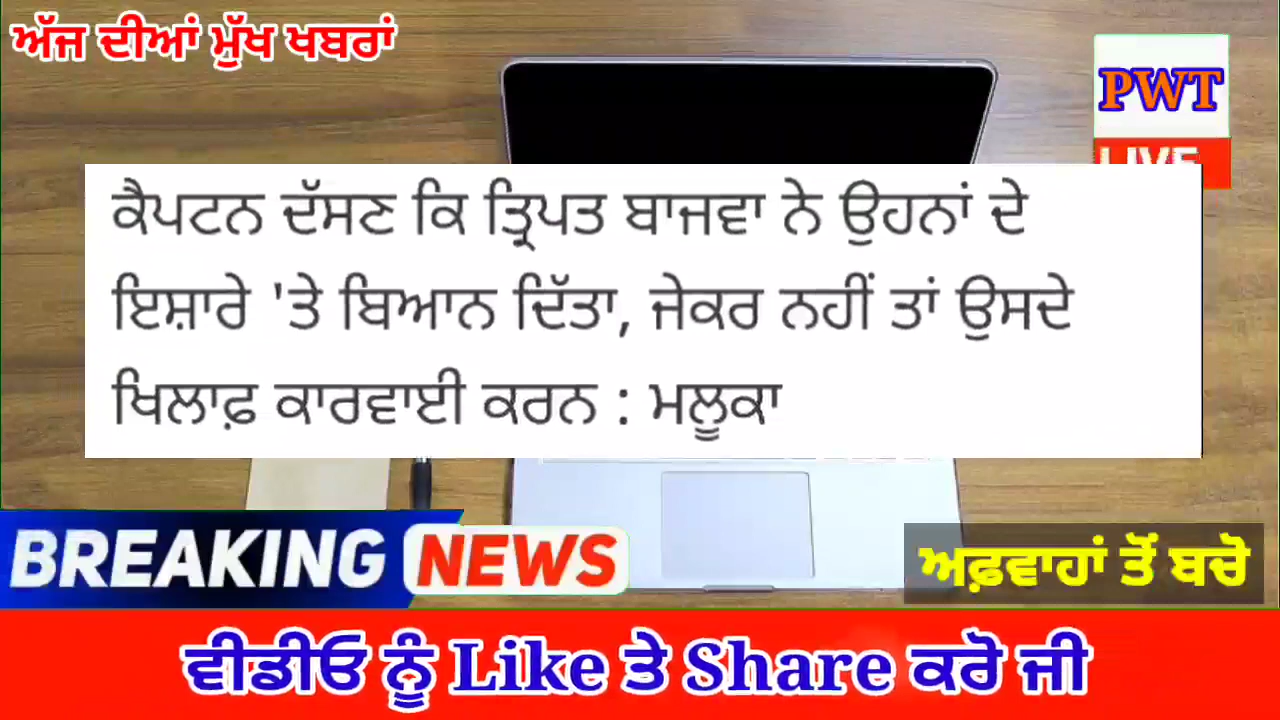 ਅੱਜ ਦੀਆਂ ਮੁੱਖ ਖਬਰਾਂ
PWT
LIVE
ਕੈਪਟਨ ਦੱਸਣ ਕਿ ਤ੍ਰਿਪਤ ਬਾਜਵਾ ਨੇ ਉਹਨਾਂ ਦੇ
ਇਸ਼ਾਰੇ 'ਤੇ ਬਿਆਨ ਦਿੱਤਾ, ਜੇਕਰ ਨਹੀਂ ਤਾਂ ਉਸਦੇ
ਖਿਲਾਫ਼ ਕਾਰਵਾਈ ਕਰਨ : ਮਲੂਕਾ
BREAKING NEWS
ਅਫ਼ਵਾਹਾਂ ਤੋਂ ਬਚੋ
ਵੀਡੀਓ ਨੂੰ Like ਤੇ Share ਕਰੋ ਜੀ